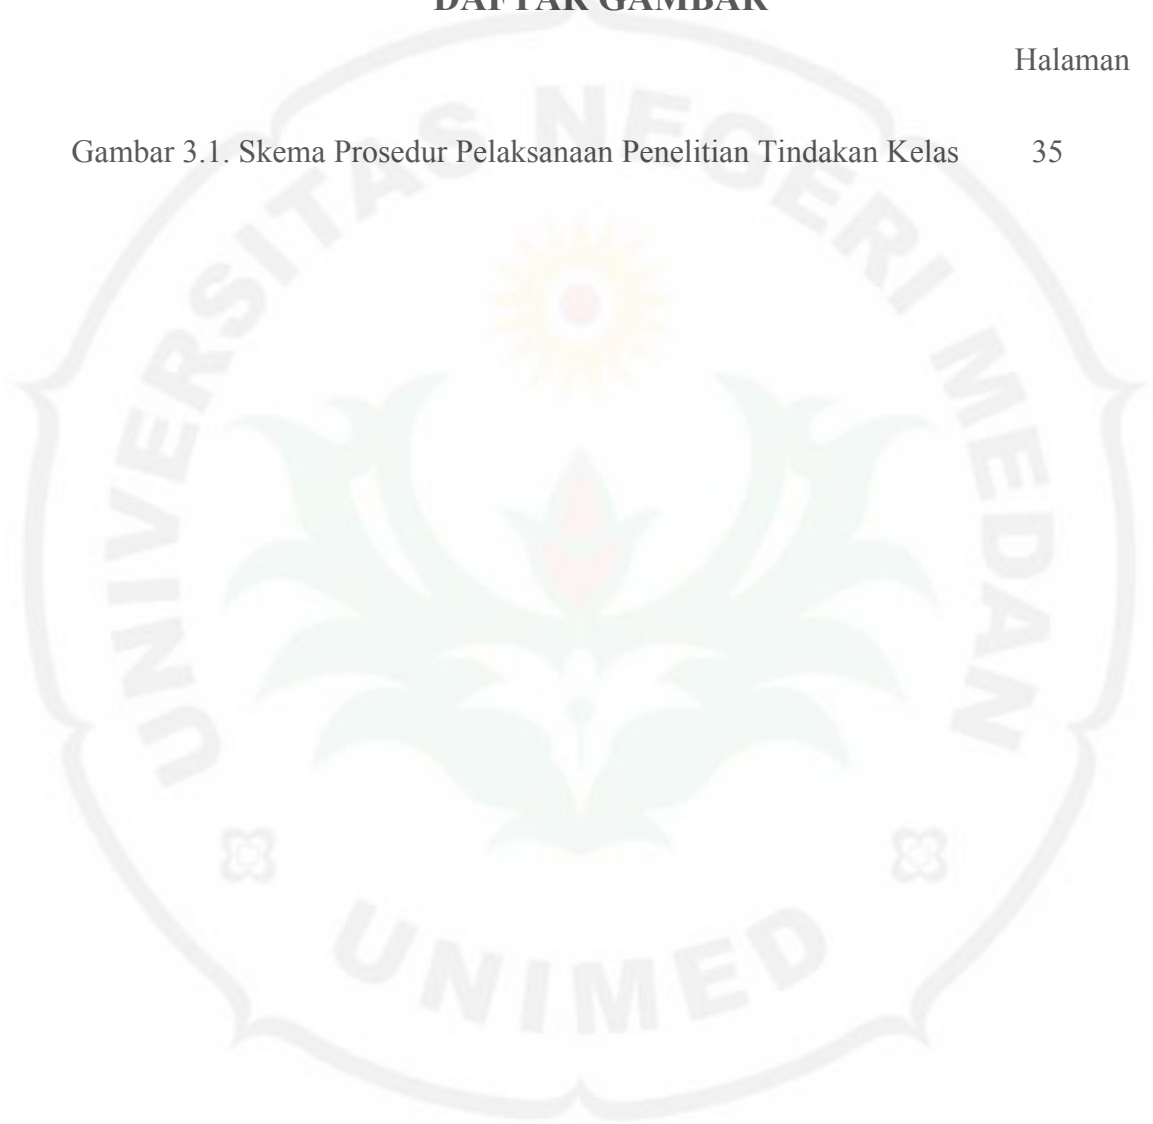 DAFTAR GAMBAR
Halaman
Gambar 3.1. Skema Prosedur Pelaksanaan Penelitian Tindakan Kelas 35
UNIVERSITAS NEGERI MEDAN
UNIMED